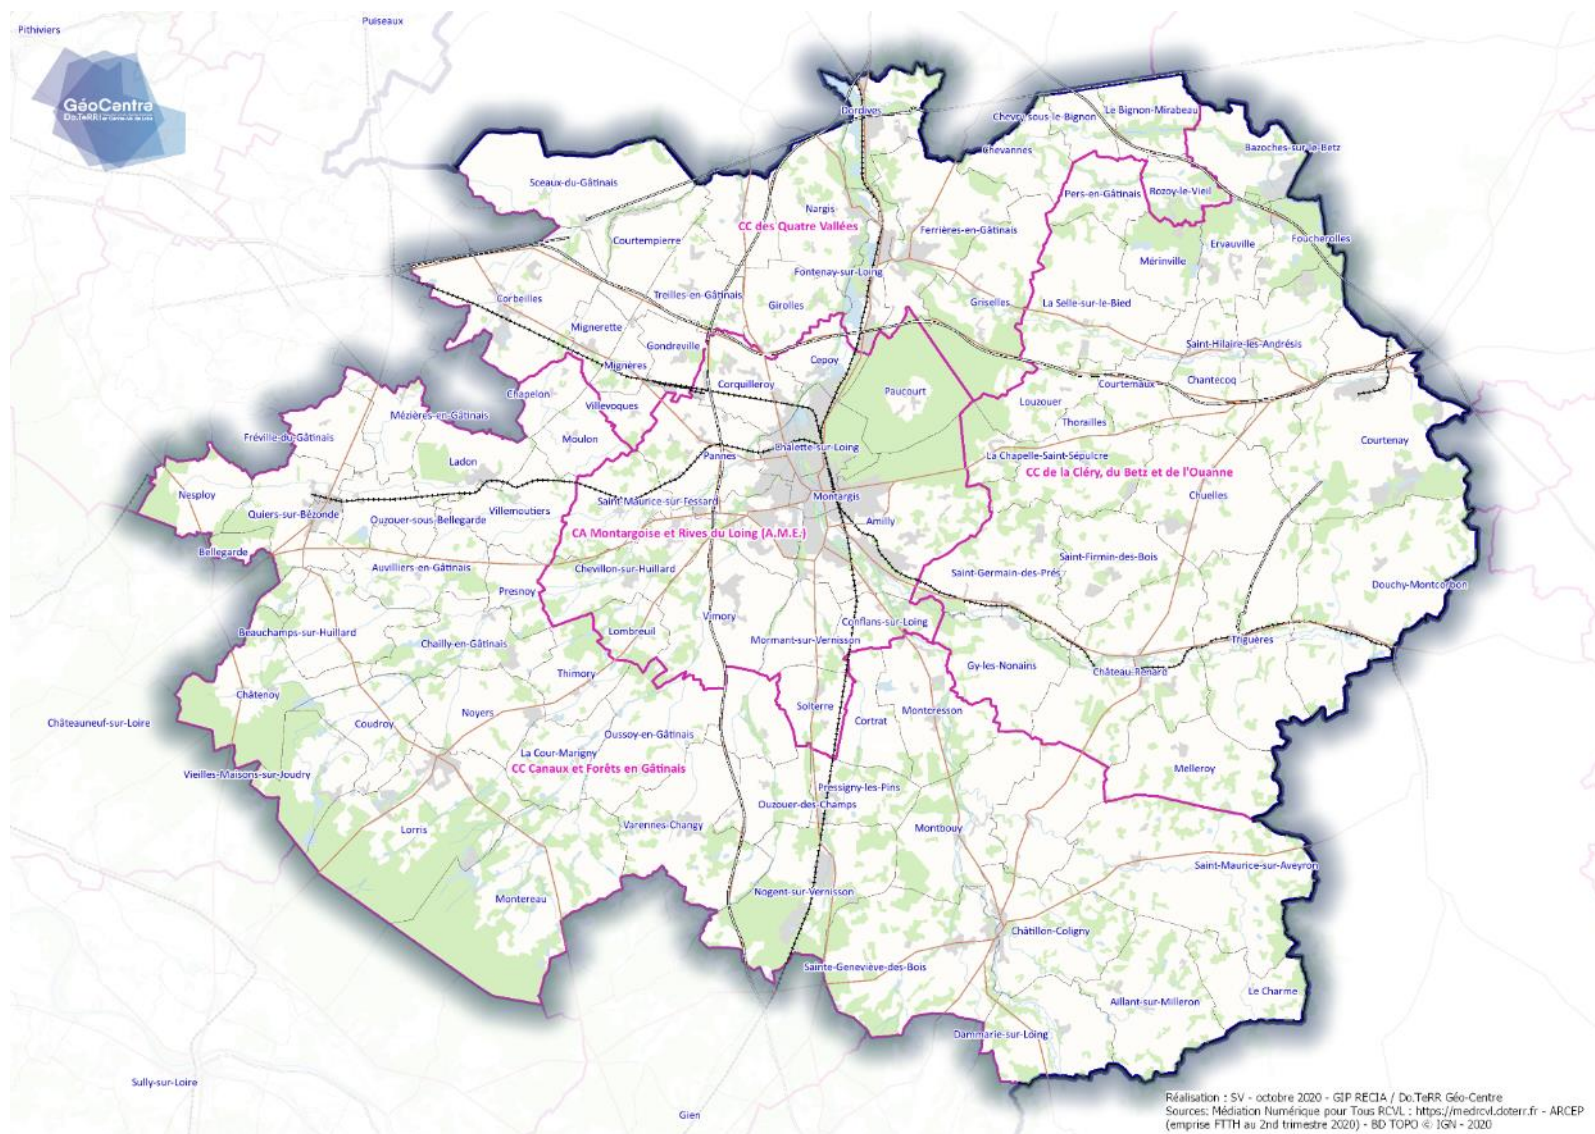 Puiseaux
Pithiviers
GéoCentre
Dordives
Le Bignon-Mirabeau
Chevry-sous-le-Bignon
Chevannes
Bazoches-sur-le-Betz
Sceaux-du-Gâtinais
Pers-en-Gâtinais
Rozoy-le-Vieil
Nargis
CC des Quatre Vallées
Ferrières-en-Gâtinais
Courtempierre
Foucherolles
Ervauville
Mérinville
Fontenay-sur-Loing
Treilles-en-Gâtinais
Corbeilles
Girolles
Griselles
La Selle-sur-le-Bied
Mignerette
Gondreville
Saint-Hilaire-les-Andrésis
Cepoy
Mignères
Corquilleroy
Chantecoq
Courtemaux
Paucourt
Chapelon
Villevoques
Louzouer
Mézières-en-Gâtinais
Thorailles
Fréville-du-Gâtinais
Moulon
Courtenay
Chalette-sur-Loing
Pannes
La Chapelle-Saint-Sépulcre
Ladon
CC de la Cléry, du Betz et de l'Ouanne
Nesploy
Montargis
Chuelles
Saint-Maurice-sur-Fessard
Villemoutiers
Quiers-sur-Bézonde
Ouzouer-sous-Bellegarde
Amilly
CA Montargoise et Rives du Loing (A.M.E.)
Bellegarde
Saint-Firmin-des-Bois
Auvilliers-en-Gâtinais
Chevillon-sur-Huillard
Saint-Germain-des-Prés
Douchy-Montcorbon
Presnoy
Vimory
Conflans-sur-Loing
Beauchamps-sur-Huillard
Lombreuil
Mormant-sur-Vernisson
Triguères
Chailly-en-Gâtinais
Gy-les-Nonains
Château-Renard
Thimory
Châtenoy
Solterre
Montcresson
Noyers
Cortrat
Châteauneuf-sur-Loire
Coudroy
Oussoy-en-Gâtinais
La Cour-Marigny
CC Canaux et Forêts en Gâtinais
Melleroy
Vieilles-Maisons-sur-Joudry
Pressigny-les-Pins
Ouzouer-des-Champs
Varennes-Changy
Lorris
Montbouy
Saint-Maurice-sur-Aveyron
Nogent-sur-Vernisson
Montereau
Châtillon-Coligny
Sainte-Geneviève-des-Bois
Le Charme
Aillant-sur-Milleron
Dammarie-sur-Loing
Sully-sur-Loire
Gien
Réalisation : SV - octobre 2020 - GIP RECIA / Do.TeRR Géo-Centre
Sources: Médiation Numérique pour Tous RCVL : https://medrcvl.doterr.fr - ARCEP
(emprise FTTH au 2nd trimestre 2020) - BD TOPO © IGN - 2020